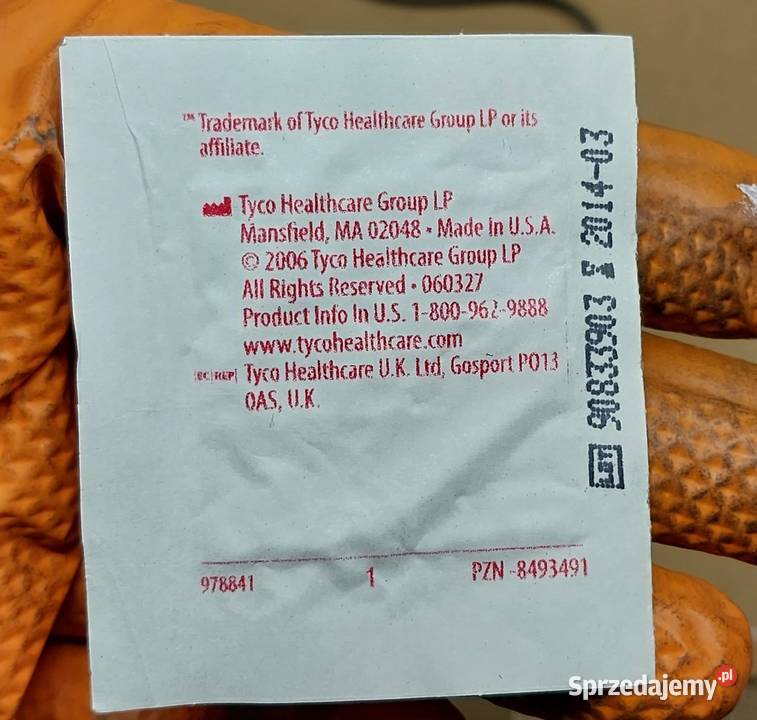 ™ Trademark of Tyco Healthcare Group LP or its
affiliate.
Tyco Healthcare Group LP
Mansfield, MA 02048 • Made in U.S.A.
© 2006 Tyco Healthcare Group LP
All Rights Reserved • 060327
Product Info In U.S. 1-800-962-9888
www.tycohealthcare.com
EC REP Tyco Healthcare U.K. Ltd, Gosport PO13
0AS, U.K.
978841 1 PZN -8493491
LOT 90833903 2014-03
Sprzedajemy.pl